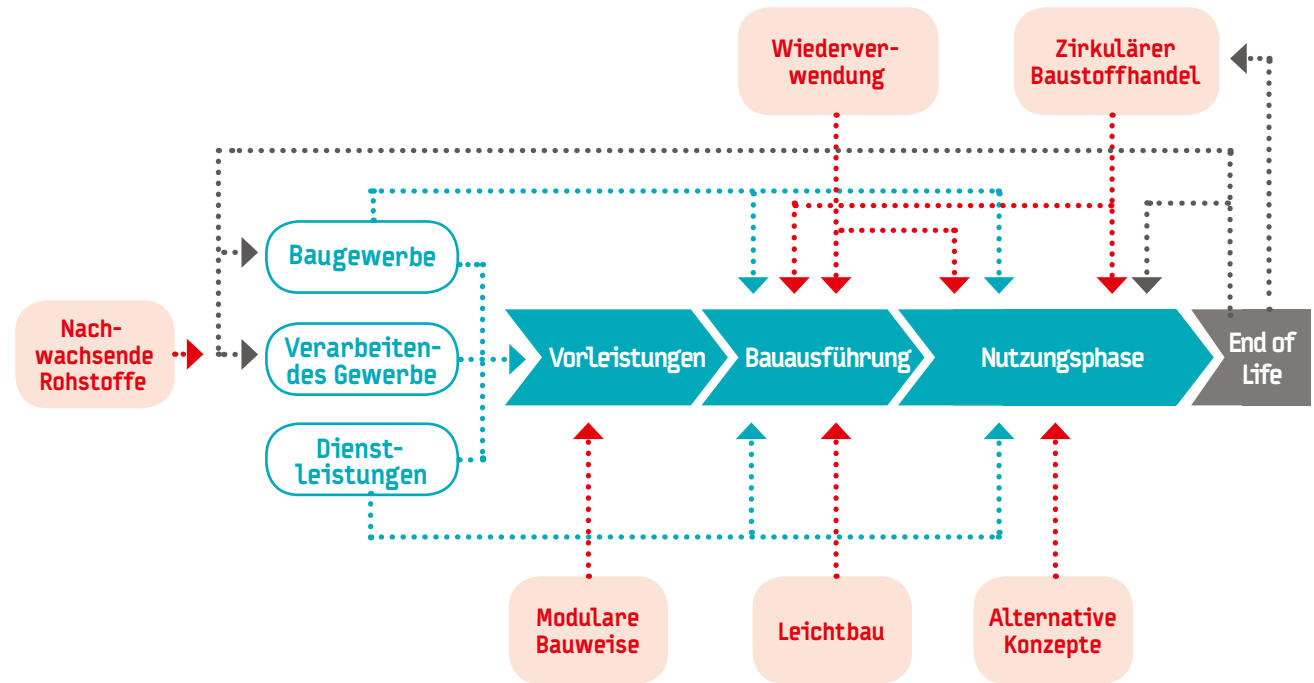 Wiederver-
wendung
Zirkulärer
Baustoffhandel
Baugewerbe
Nach-
wachsende
Rohstoffe
Verarbeiten-
des Gewerbe
Dienst-
leistungen
Vorleistungen
Bauausführung
Nutzungsphase
End of
Life
Modulare
Bauweise
Leichtbau
Alternative
Konzepte